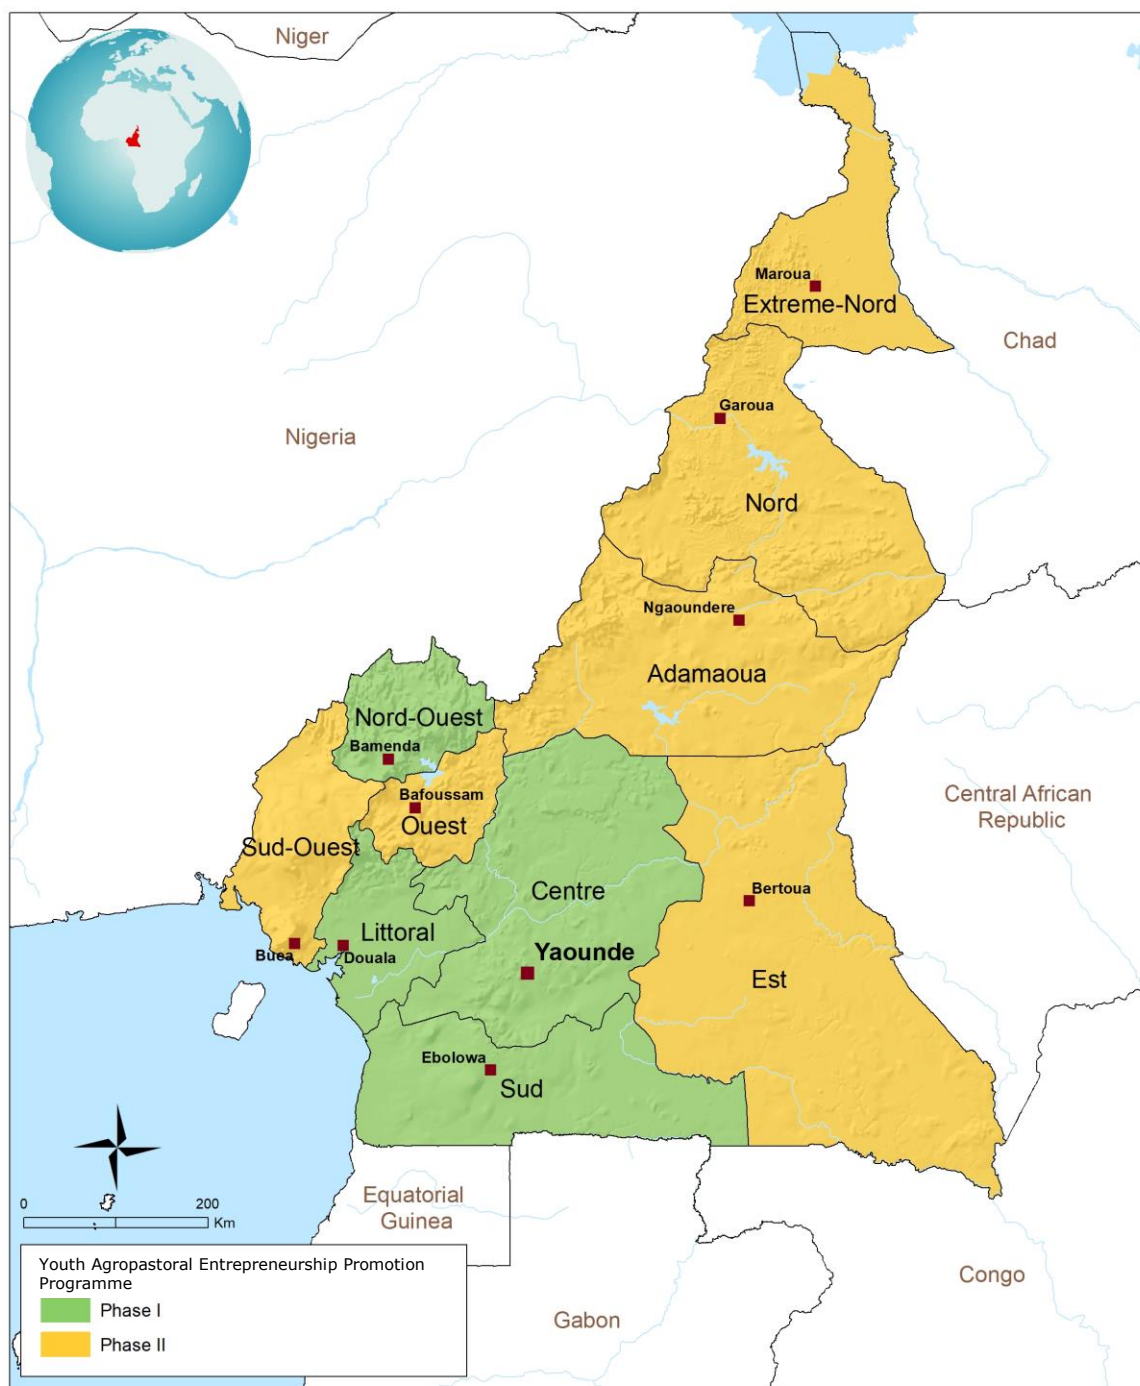 Niger
Maroua
Extreme-Nord
Chad
Garoua
Nigeria
Nord
Ngaoundere
Adamaoua
Nord-Ouest
Bamenda
Bafoussam
Ouest
Central African
Republic
Sud-Ouest
Centre
Bertoua
Littoral
Buea
Douala
Yaounde
Est
Ebolowa
Sud
Equatorial
Guinea
0 200
Km
Youth Agropastoral Entrepreneurship Promotion
Programme
Phase I
Phase II
Congo
Gabon